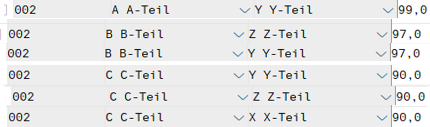 002 A A-Teil Y Y-Teil 99,0
002 B B-Teil Z Z-Teil 97,0
002 B B-Teil Y Y-Teil 97,0
002 C C-Teil Y Y-Teil 90,0
002 C C-Teil Z Z-Teil 90,0
002 C C-Teil X X-Teil 90,0